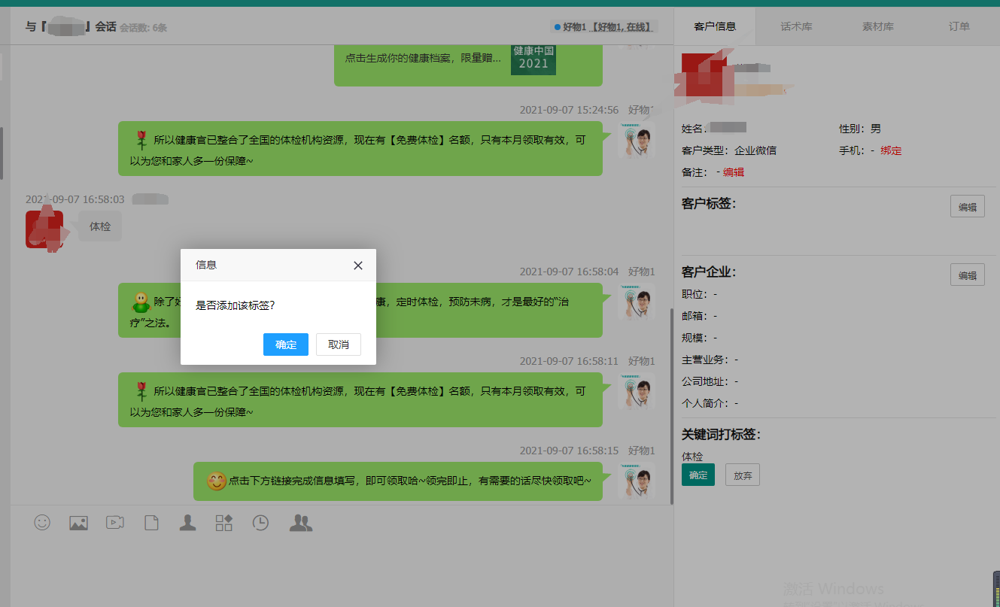 与『
』会话 会话数: 6条
好物1 【好物1, 在线】
客户信息
话术库
素材库
订单
点击生成你的健康档案，限量赠...
健康中国
2021
2021-09-07 15:24:56 好物1
所以健康官已整合了全国的体检机构资源，现在有【免费体检】名额，只有本月领取有效，可
以为您和家人多一份保障~
2021-09-07 16:58:03
体检
信息
是否添加该标签?
确定
取消
2021-09-07 16:58:04 好物1
除了好
康，定时体检，预防未病，才是最好的“治
疗”之法。
2021-09-07 16:58:11 好物1
所以健康官已整合了全国的体检机构资源，现在有【免费体检】名额，只有本月领取有效，可
以为您和家人多一份保障~
2021-09-07 16:58:15 好物1
点击下方链接完成信息填写，即可领取哈~领完即止，有需要的话尽快领取吧~
姓名:
性别: 男
客户类型: 企业微信
手机: - 绑定
备注: - 编辑
客户标签:
编辑
客户企业:
编辑
职位: -
邮箱: -
规模: -
主营业务: -
公司地址: -
个人简介: -
关键词打标签:
体检
确定
放弃
激活 Windows